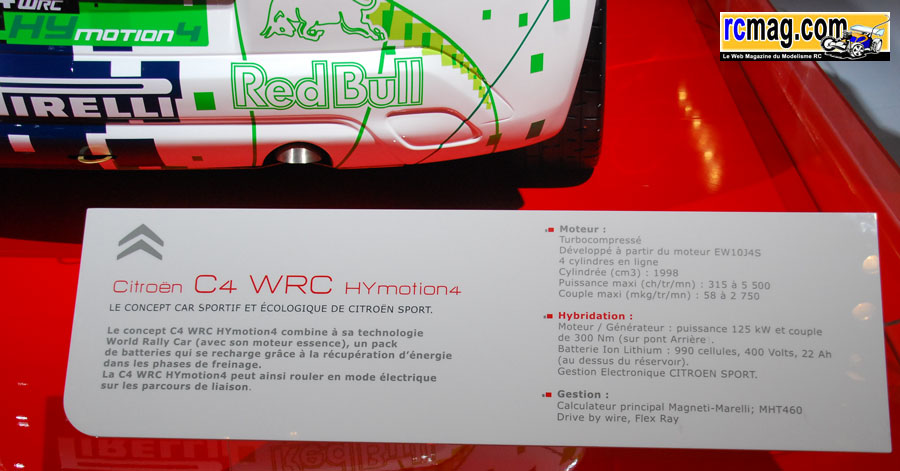 WRC
HYmotion4
Red Bull
PIRELLI
rcmag.com
Le Web Magazine du Modelisme RC
Citroën C4 WRC HYmotion4
LE CONCEPT CAR SPORTIF ET ÉCOLOGIQUE DE CITROËN SPORT.
Le concept C4 WRC HYmotion4 combine à sa technologie
World Rally Car (avec son moteur essence), un pack
de batteries qui se recharge grâce à la récupération d'énergie
dans les phases de freinage.
La C4 WRC HYmotion4 peut ainsi rouler en mode électrique
sur les parcours de liaison.
Moteur :
Turbocompressé
Développé à partir du moteur EW10J4S
4 cylindres en ligne
Cylindrée (cm3) : 1998
Puissance maxi (ch/tr/mn) : 315 à 5 500
Couple maxi (mkg/tr/mn) : 58 à 2 750
Hybridation :
Moteur / Générateur : puissance 125 kW et couple
de 300 Nm (sur pont Arrière .
Batterie Ion Lithium : 990 cellules, 400 Volts, 22 Ah
(au dessus du réservoir).
Gestion Electronique CITROEN SPORT.
Gestion :
Calculateur principal Magneti-Marelli; MHT460
Drive by wire, Flex Ray